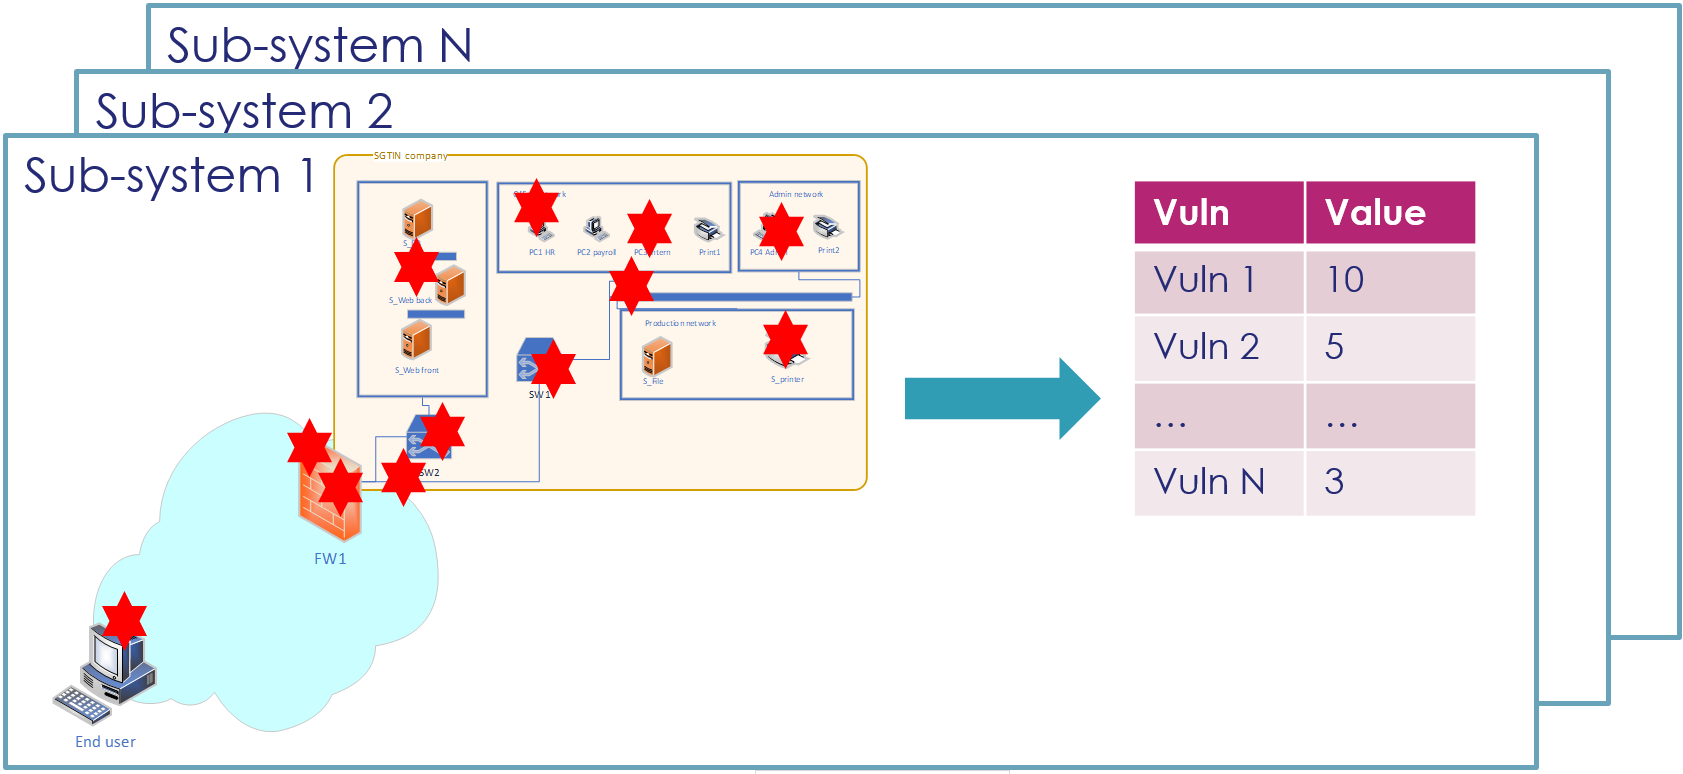 Sub-system N
Sub-system 2
Sub-system 1
SGTIN company
Admin network
PC1 HR
PC2 payroll
Print1
PC4
Print2
S_Web back
S_Web front
Production network
S_File
S_printer
SW1
SW2
FW1
End user
Vuln Value
Vuln 1 10
Vuln 2 5
... ...
Vuln N 3